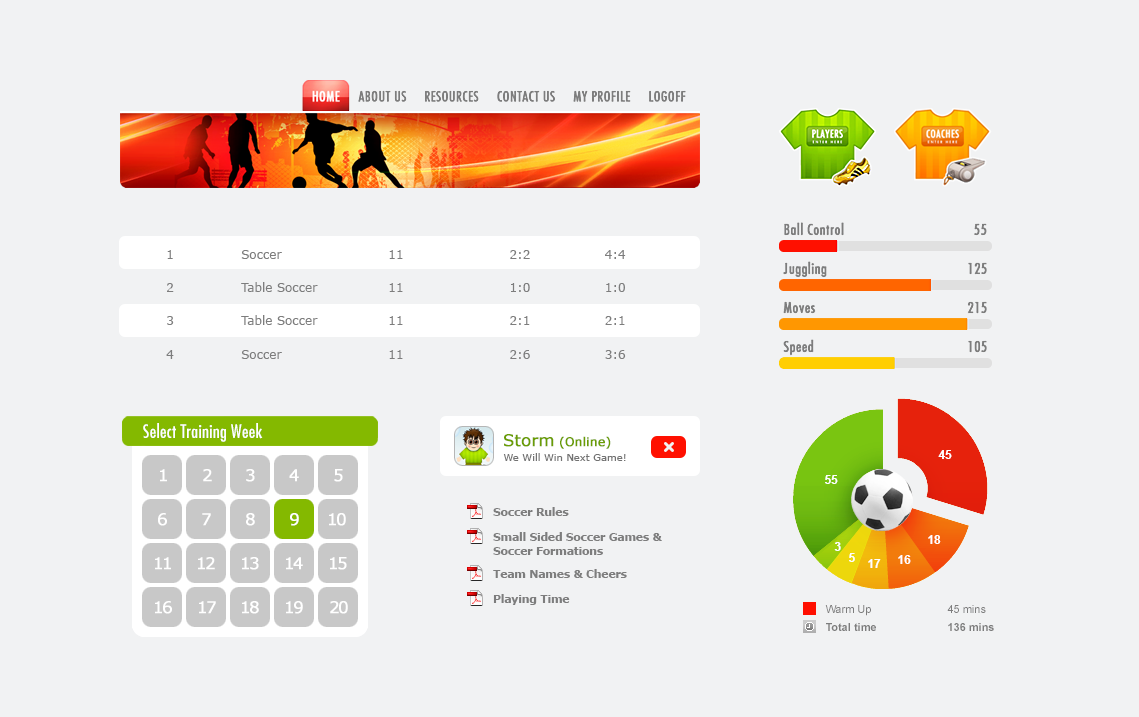 HOME ABOUT US RESOURCES CONTACT US MY PROFILE LOGOFF
PLAYERS
ENTER HERE
COACHES
ENTER HERE
1 Soccer 11 2:2 4:4
2 Table Soccer 11 1:0 1:0
3 Table Soccer 11 2:1 2:1
4 Soccer 11 2:6 3:6
Ball Control 55
Juggling 125
Moves 215
Speed 105
Select Training Week
1 2 3 4 5
6 7 8 9 10
11 12 13 14 15
16 17 18 19 20
Storm (Online)
We Will Win Next Game!
Soccer Rules
Small Sided Soccer Games &
Soccer Formations
Team Names & Cheers
Playing Time
45
55
18
3
5
17
16
Warm Up 45 mins
Total time 136 mins